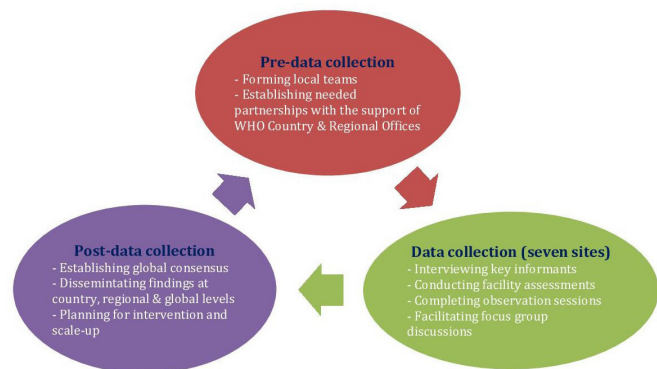 Pre-data collection
- Forming local teams
- Establishing needed
partnerships with the support of
WHO Country & Regional Offices
Post-data collection
- Establishing global consensus
- Dissemintating findings at
country, regional & global levels
- Planning for intervention and
scale-up
Data collection (seven sites)
- Interviewing key informants
- Conducting facility assessments
- Completing observation sessions
- Facilitating focus group
discussions